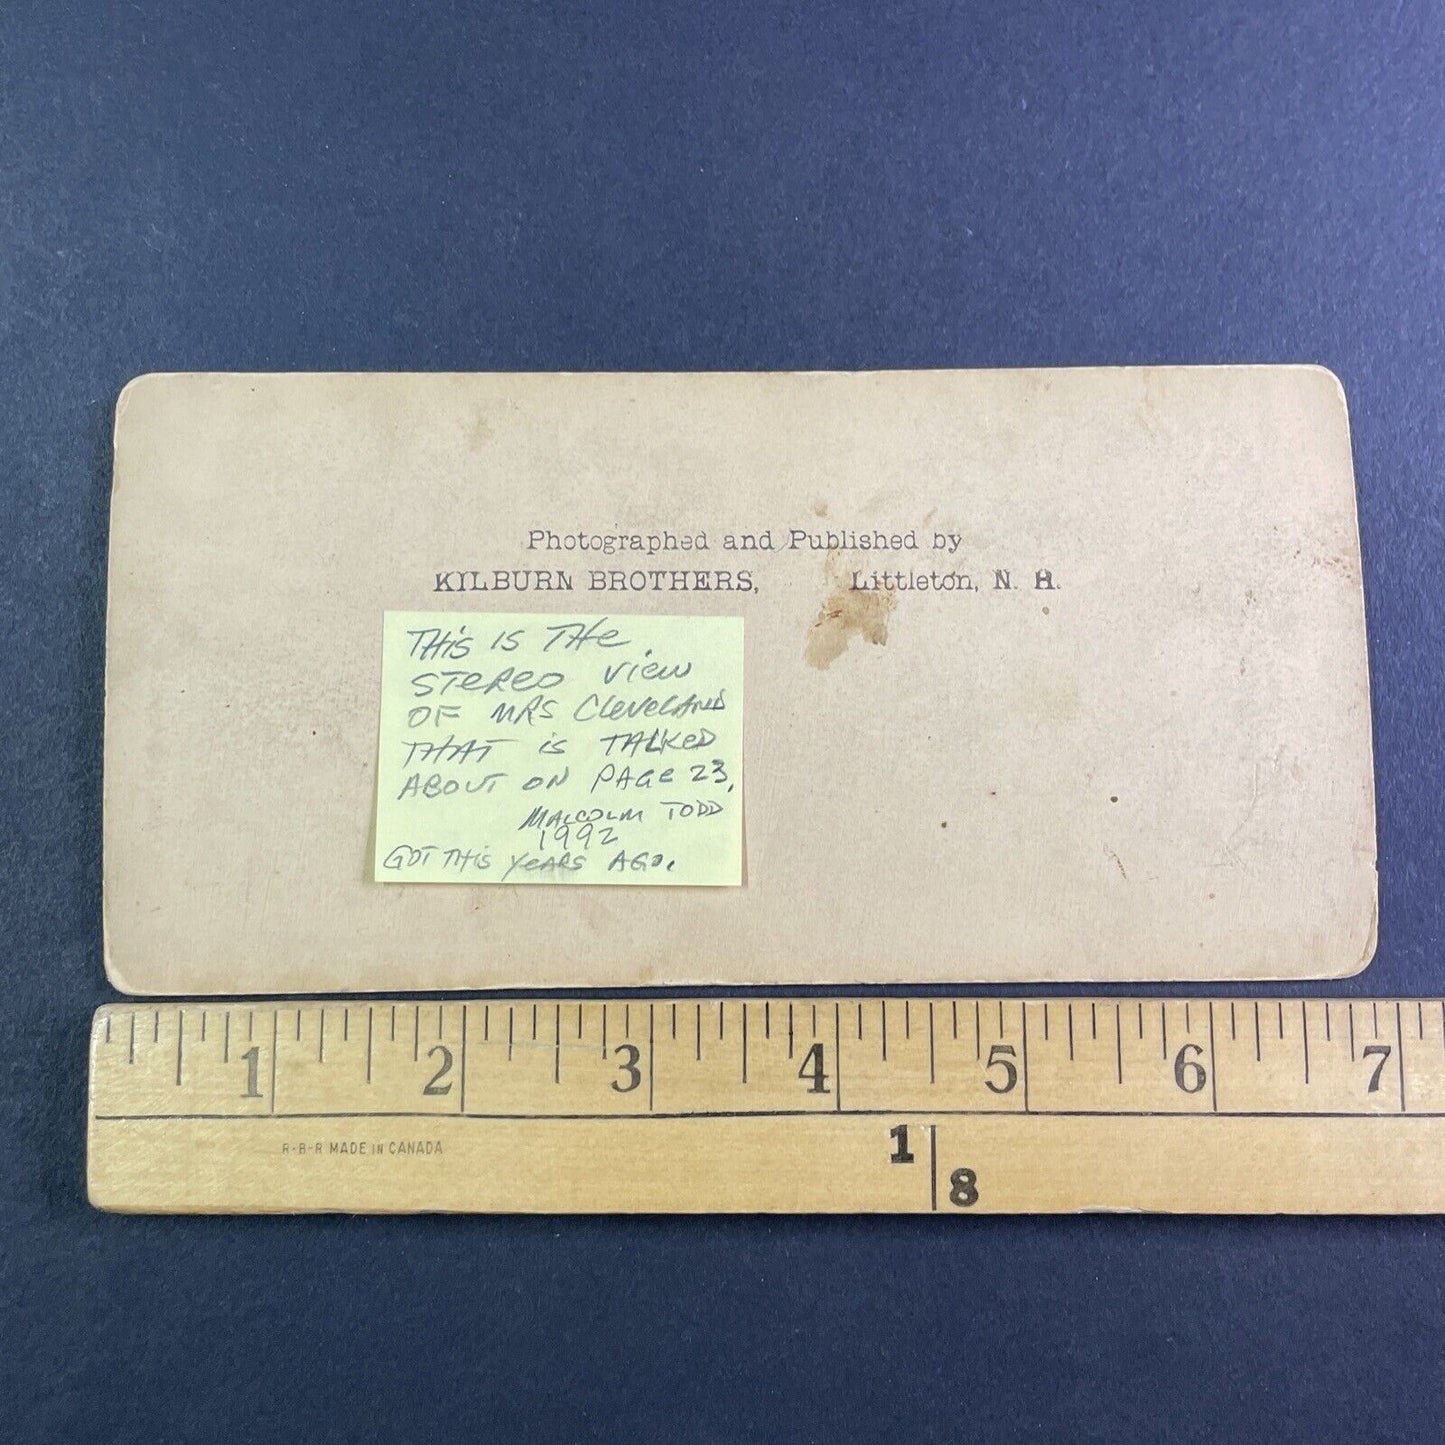 Photographed and Published by
KILBURN BROTHERS, Littleton, N. H.
THis is THe
STeReo View
OF MRS CleveLAND
THAT is TALKeD
ABOUT ON PAGe 23,
MALCOLM TODD
1992
GOT THis YeARS AGO.
1 2 3 4 5 6 7
R-B-R MADE IN CANADA
1
8